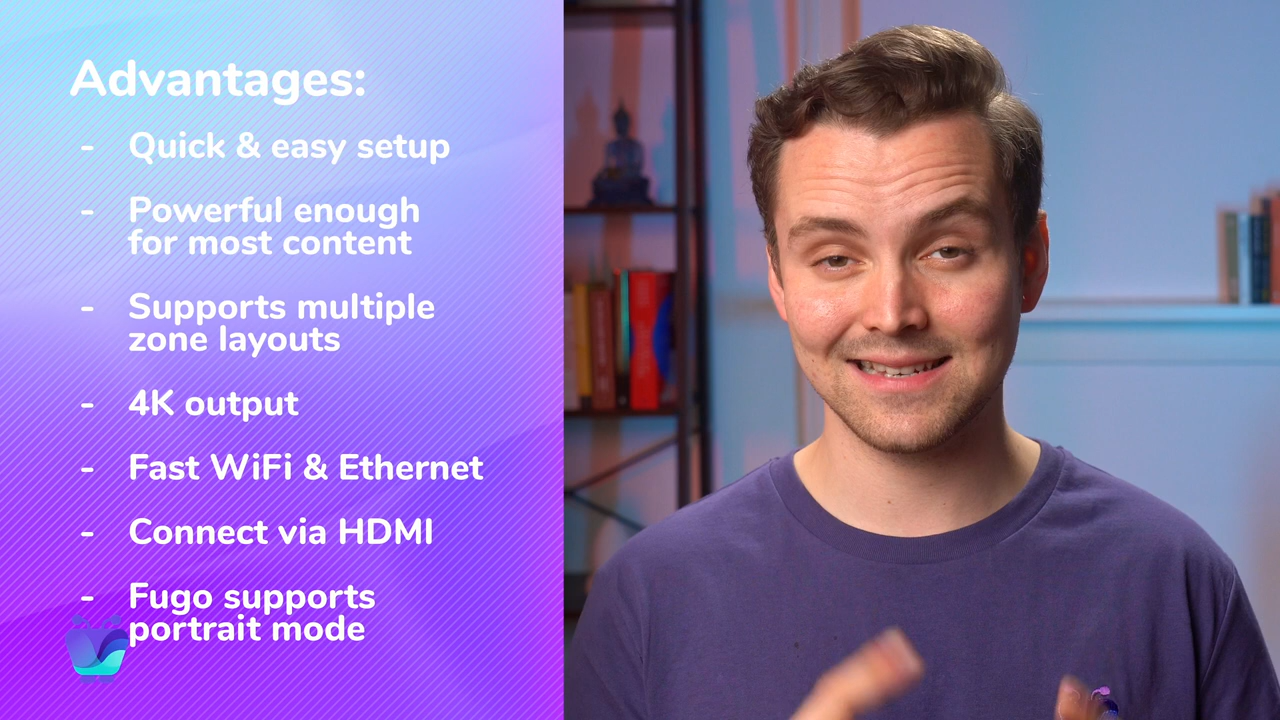 Advantages:
- Quick & easy setup
- Powerful enough
for most content
- Supports multiple
zone layouts
- 4K output
- Fast WiFi & Ethernet
- Connect via HDMI
- Fugo supports
portrait mode